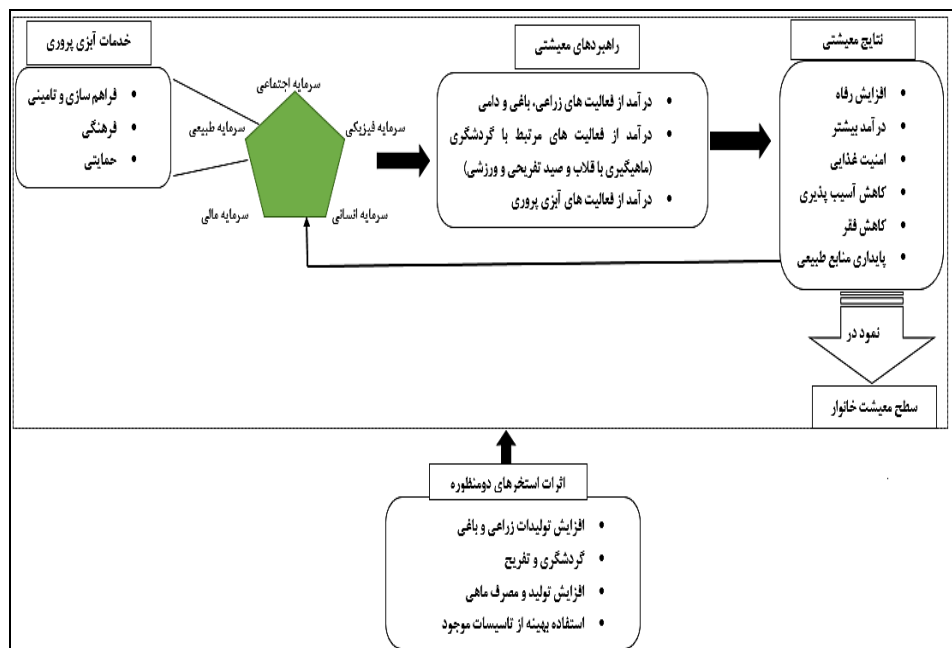 خدمات آبزی پروری
فراهم سازی و تامینی
فرهنگی
حمایتی
سرمایه اجتماعی
سرمایه طبیعی
سرمایه فیزیکی
سرمایه مالی
سرمایه انسانی
راهبردهای معیشتی
درآمد از فعالیت های زراعی، باغی و دامی
درآمد از فعالیت های مرتبط با گردشگری
(ماهیگیری با قلاب و صید تفریحی و ورزشی)
درآمد از فعالیت های آبزی پروری
نتایج معیشتی
افزایش رفاه
درآمد بیشتر
امنیت غذایی
کاهش آسیب پذیری
کاهش فقر
پایداری منابع طبیعی
نمود در
سطح معیشت خانوار
اثرات استخرهای دومنظوره
افزایش تولیدات زراعی و باغی
گردشگری و تفریح
افزایش تولید و مصرف ماهی
استفاده بهینه از تاسیسات موجود